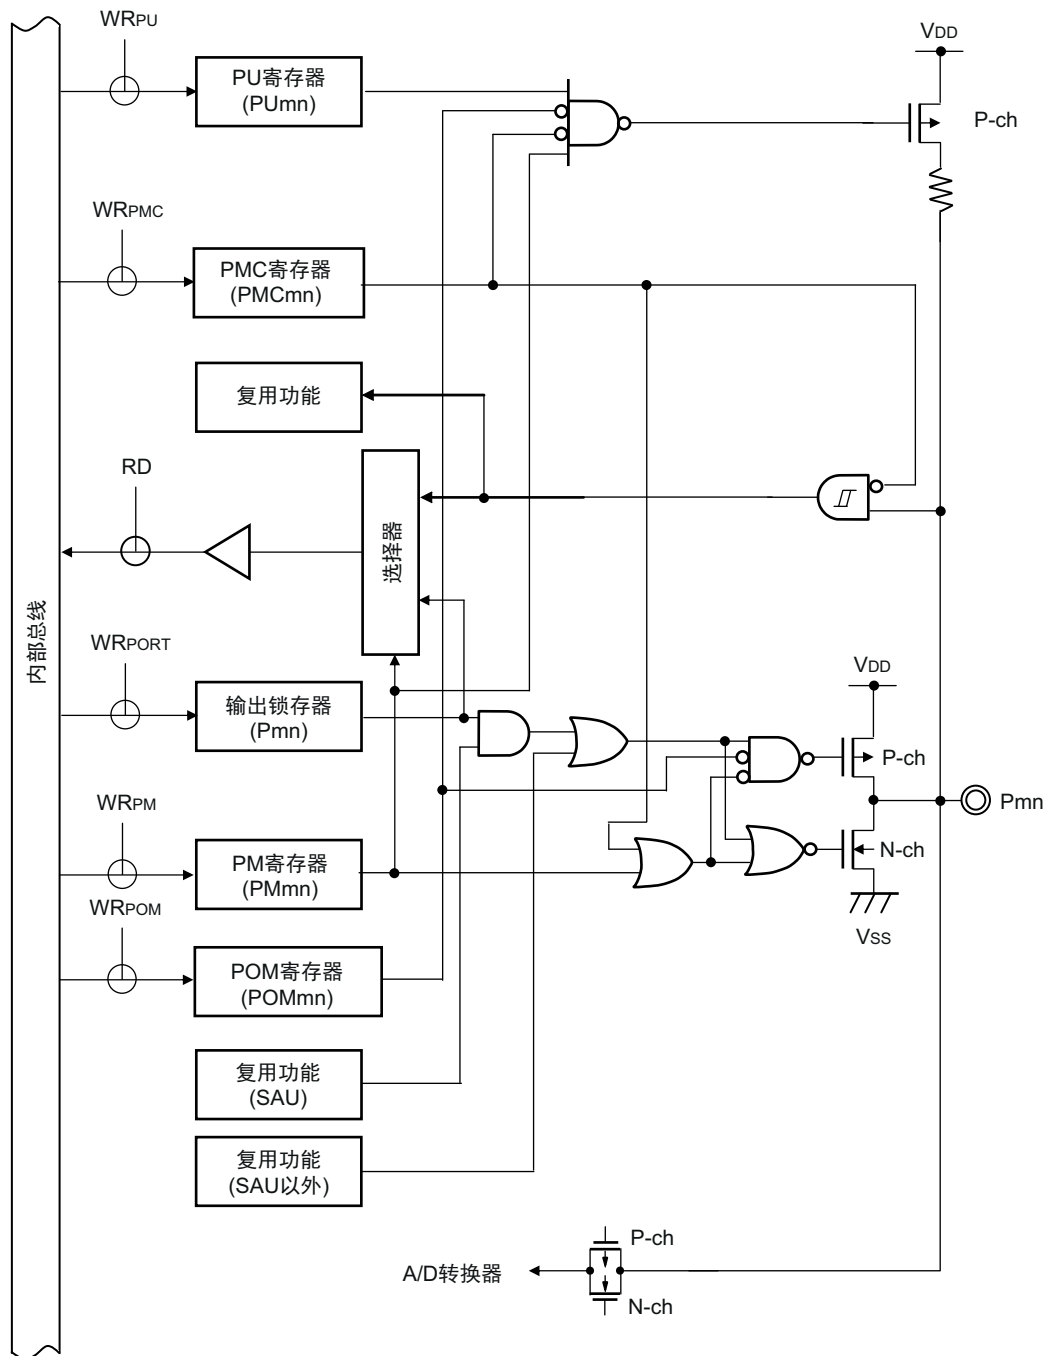 WRPU
VDD
PU寄存器
(PUmn)
P-ch
WRPMC
PMC寄存器
(PMCmn)
复用功能
RD
选择器
内部总线
WRPORT
VDD
输出锁存器
(Pmn)
P-ch
WRPM
Pmn
PM寄存器
(PMmn)
N-ch
WRPOM
VSS
POM寄存器
(POMmn)
复用功能
(SAU)
复用功能
(SAU以外)
P-ch
A/D转换器
N-ch